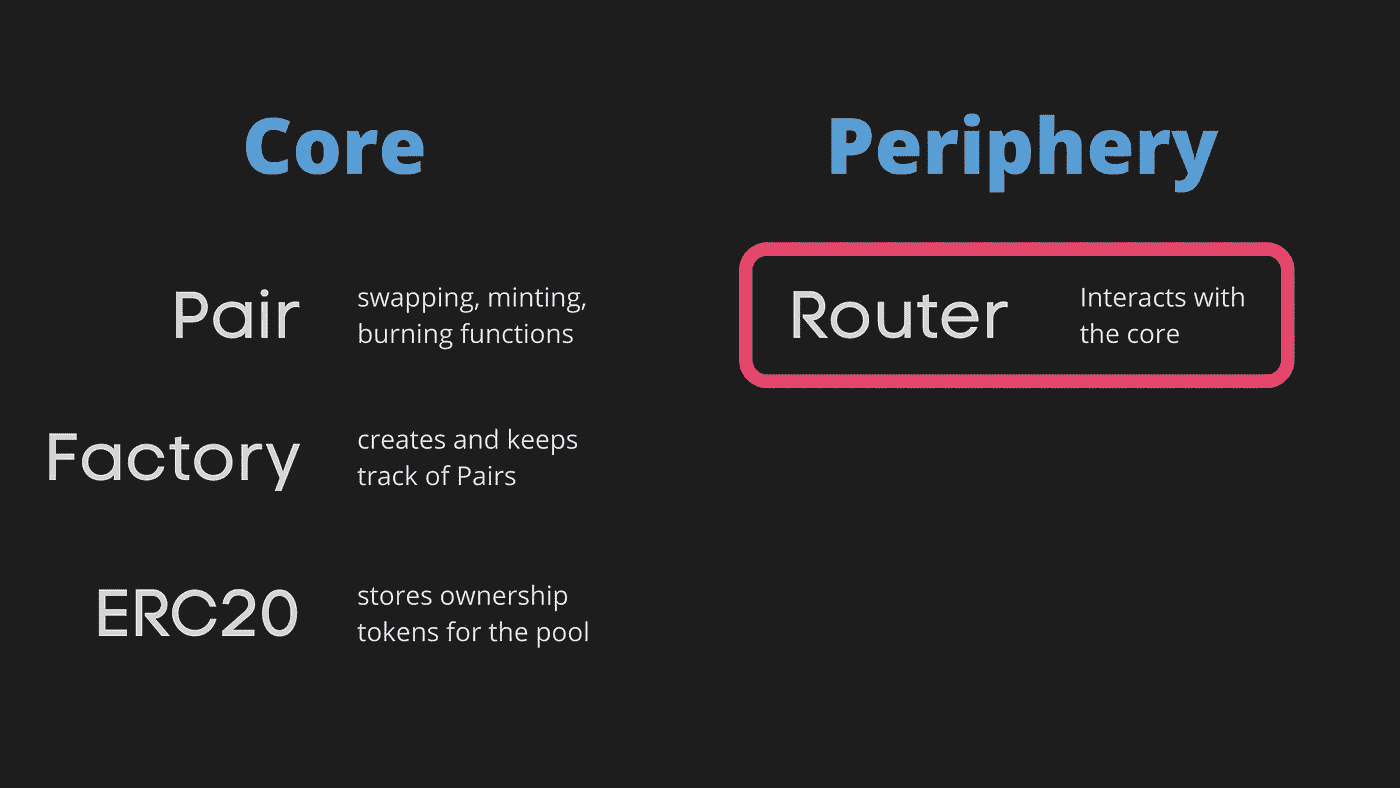 Core
Pair
swapping, minting,
burning functions
Factory
creates and keeps
track of Pairs
ERC20
stores ownership
tokens for the pool
Periphery
Router
Interacts with
the core